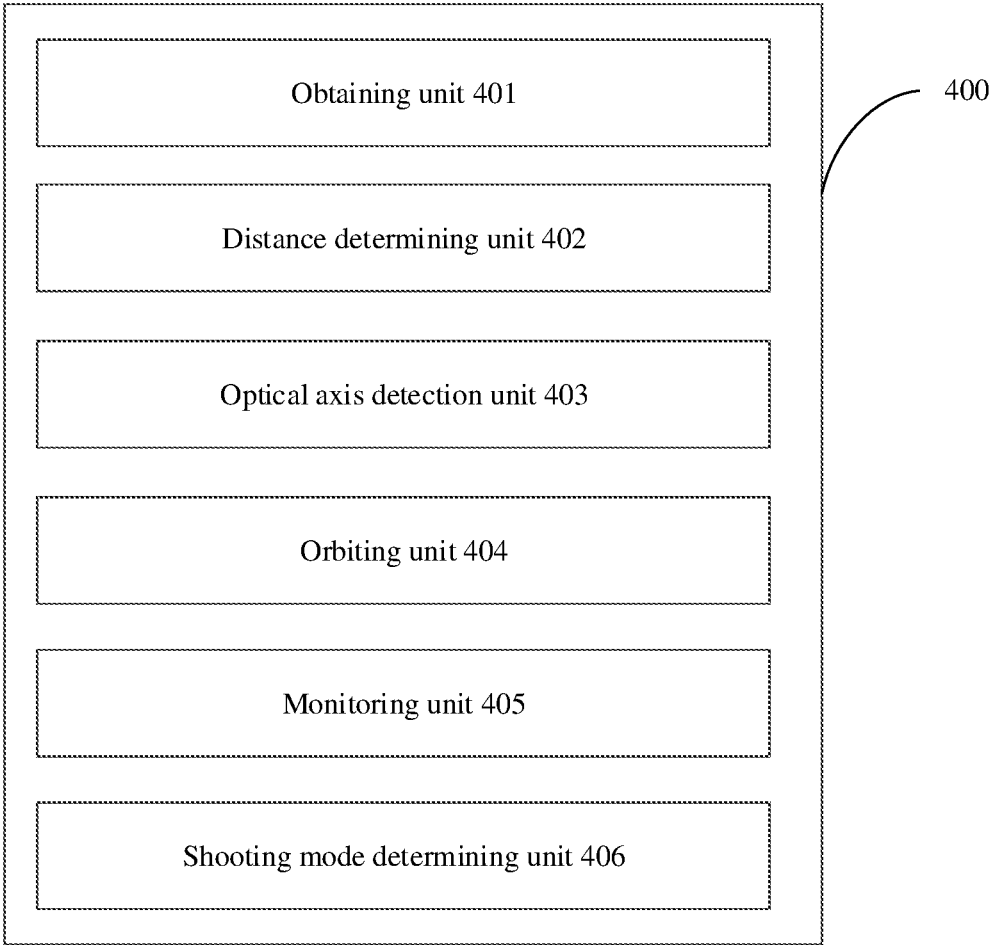 Obtaining unit 401
400
Distance determining unit 402
Optical axis detection unit 403
Orbiting unit 404
Monitoring unit 405
Shooting mode determining unit 406